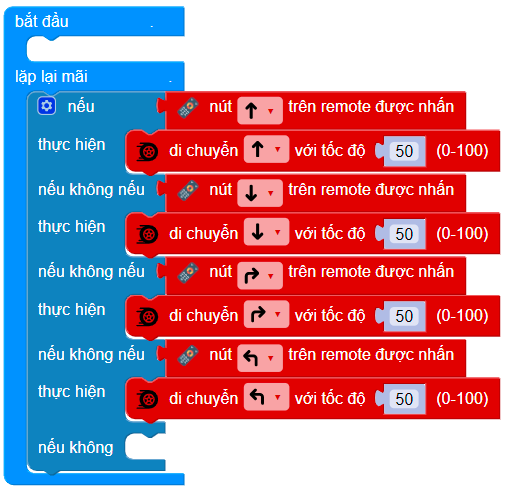 bắt đầu .
lặp lại mãi .
nếu nút ↑ trên remote được nhấn
thực hiện di chuyển ↑ với tốc độ 50 (0-100)
nếu không nếu nút ↓ trên remote được nhấn
thực hiện di chuyển ↓ với tốc độ 50 (0-100)
nếu không nếu nút ↱ trên remote được nhấn
thực hiện di chuyển ↱ với tốc độ 50 (0-100)
nếu không nếu nút ↰ trên remote được nhấn
thực hiện di chuyển ↰ với tốc độ 50 (0-100)
nếu không